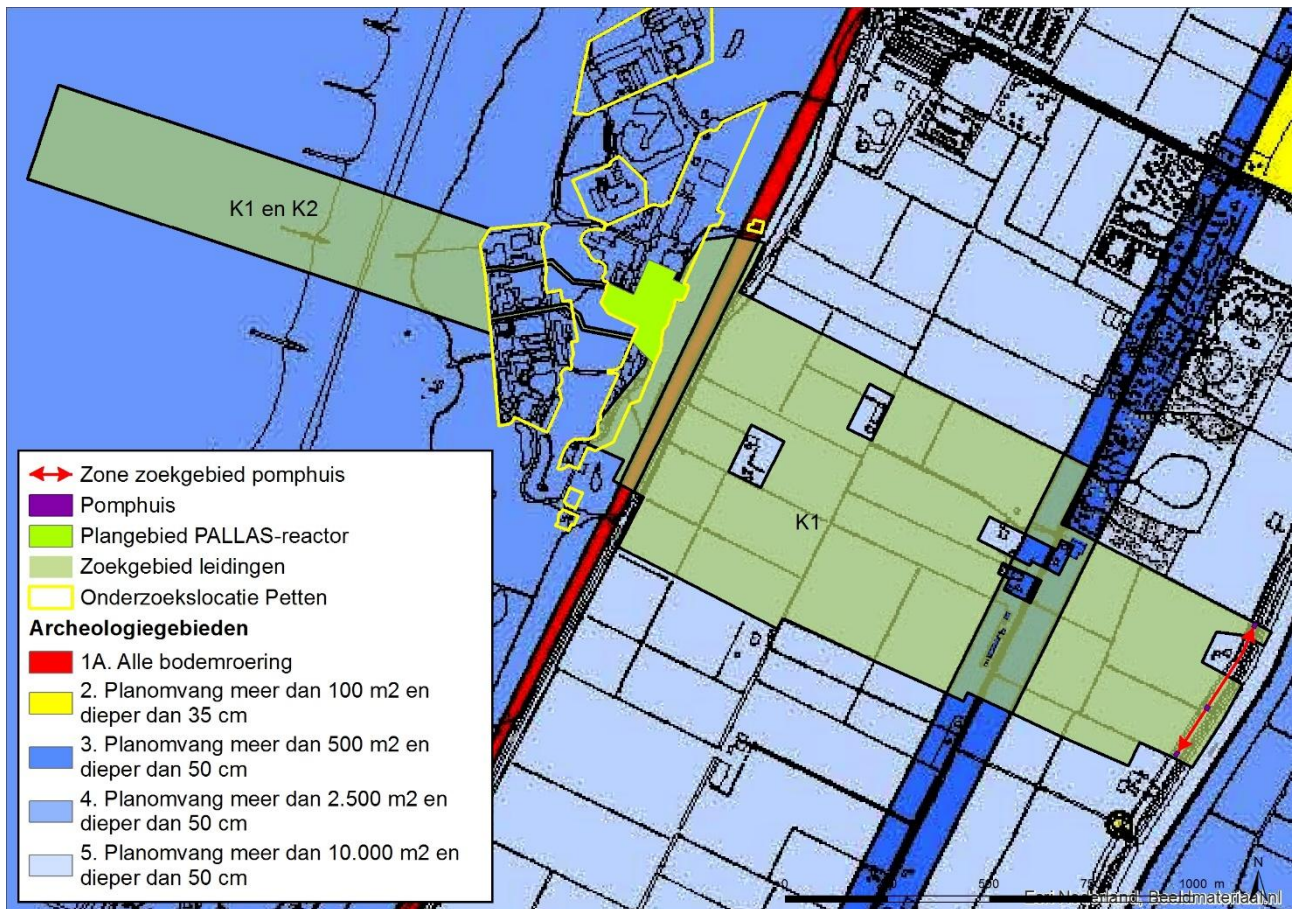 K1 en K2
K1
Zone zoekgebied pomphuis
Pomphuis
Plangebied PALLAS-reactor
Zoekgebied leidingen
Onderzoekslocatie Petten
Archeologiegebieden
1A. Alle bodemroering
2. Planomvang meer dan 100 m2 en
dieper dan 35 cm
3. Planomvang meer dan 500 m2 en
dieper dan 50 cm
4. Planomvang meer dan 2.500 m2 en
dieper dan 50 cm
5. Planomvang meer dan 10.000 m2 en
dieper dan 50 cm
N
0 500 750 1000 m
Esri Nederland, Beeldmateriaal.nl